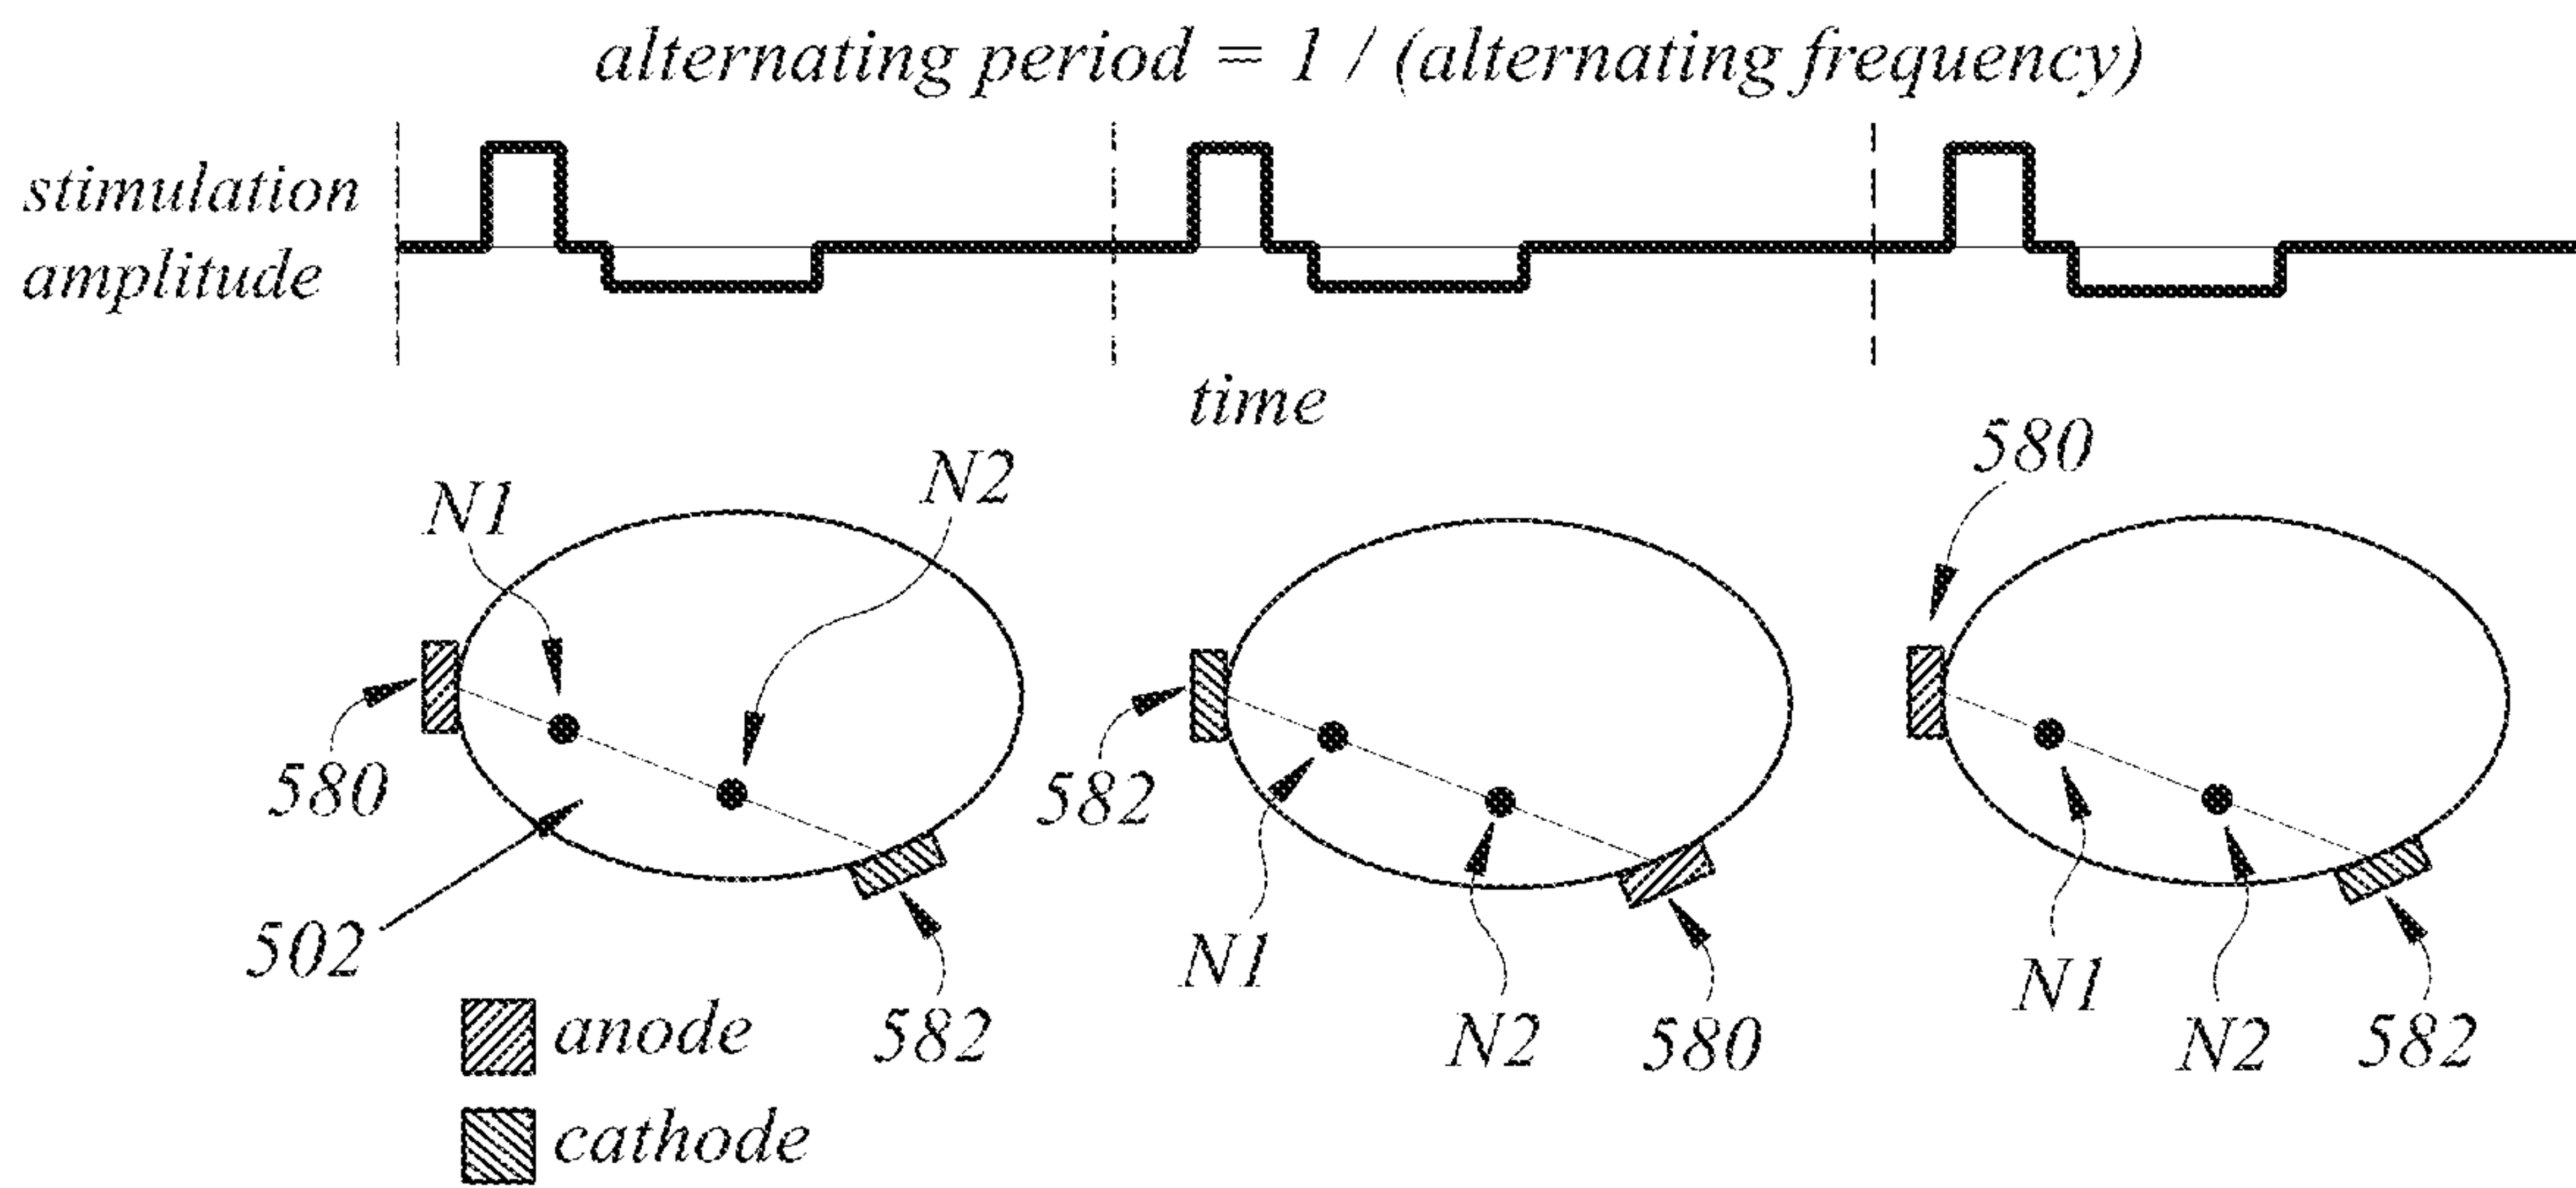 alternating period = 1 / (alternating frequency)
stimulation
amplitude
time
580
N1
N2
580
582
502
582
N1
N2
580
N1
N2
582
anode
cathode